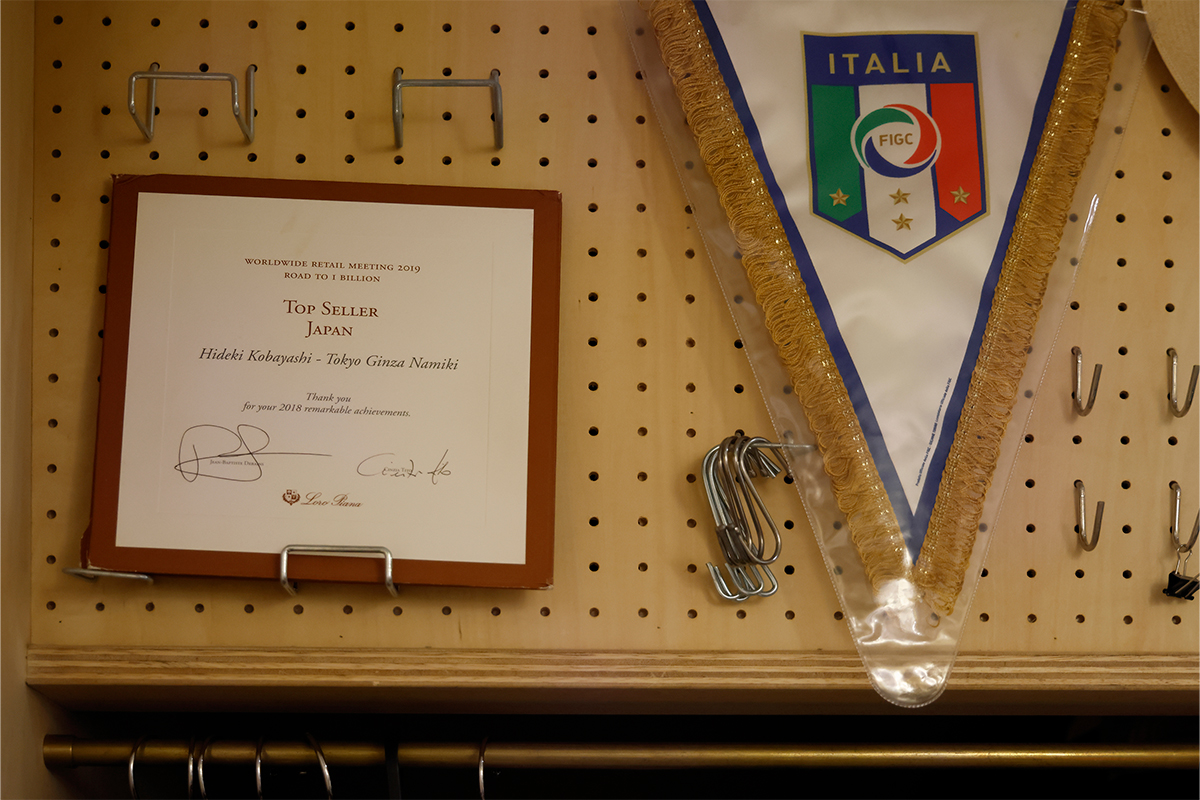 WORLDWIDE RETAIL MEETING 2019
ROAD TO 1 BILLION
TOP SELLER
JAPAN
Hideki Kobayashi - Tokyo Ginza Namiki
Thank you
for your 2018 remarkable achievements.
Loro Piana
ITALIA
FIGC